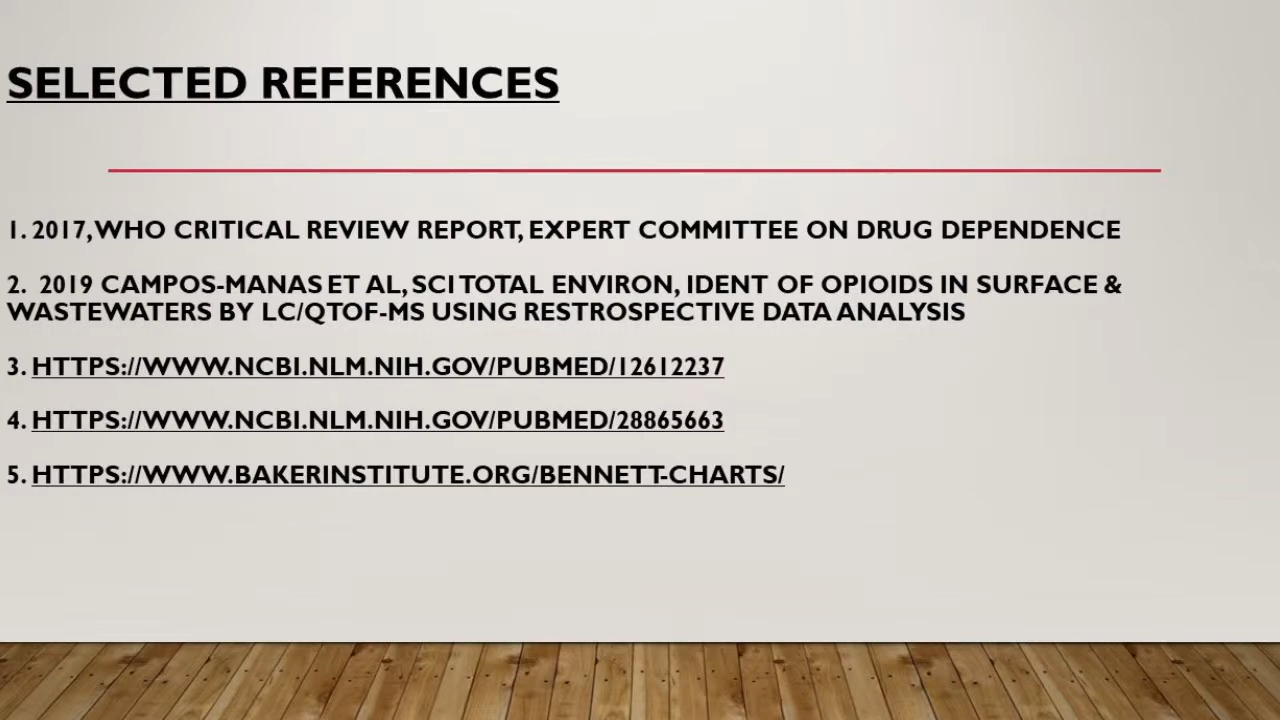 SELECTED REFERENCES
1. 2017, WHO CRITICAL REVIEW REPORT, EXPERT COMMITTEE ON DRUG DEPENDENCE
2. 2019 CAMPOS-MANAS ET AL, SCI TOTAL ENVIRON, IDENT OF OPIOIDS IN SURFACE &
WASTEWATERS BY LC/QTOF-MS USING RESTROSPECTIVE DATA ANALYSIS
3. HTTPS://WWW.NCBI.NLM.NIH.GOV/PUBMED/12612237
4. HTTPS://WWW.NCBI.NLM.NIH.GOV/PUBMED/28865663
5. HTTPS://WWW.BAKERINSTITUTE.ORG/BENNETT-CHARTS/